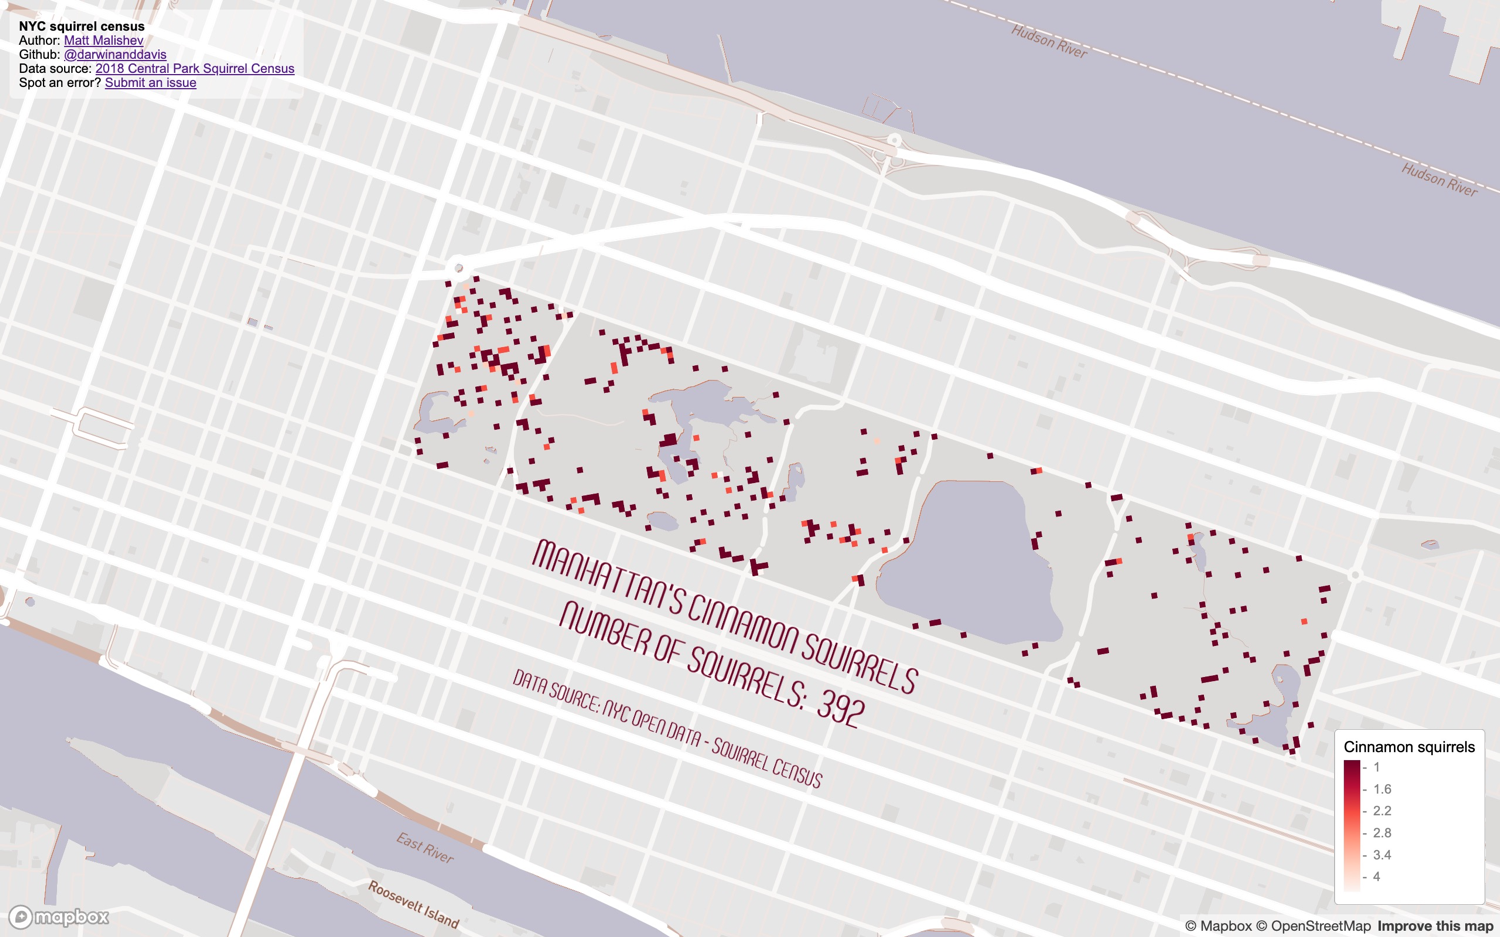 NYC squirrel census
Author: Matt Malishev
Github: @darwinanddavis
Data source: 2018 Central Park Squirrel Census
Spot an error? Submit an issue
Hudson River
Hudson River
MANHATTAN'S CINNAMON SQUIRRELS
NUMBER OF SQUIRRELS: 392
DATA SOURCE: NYC OPEN DATA - SQUIRREL CENSUS
Cinnamon squirrels
1
1.6
2.2
2.8
3.4
4
East River
Roosevelt Island
mapbox
© Mapbox © OpenStreetMap Improve this map